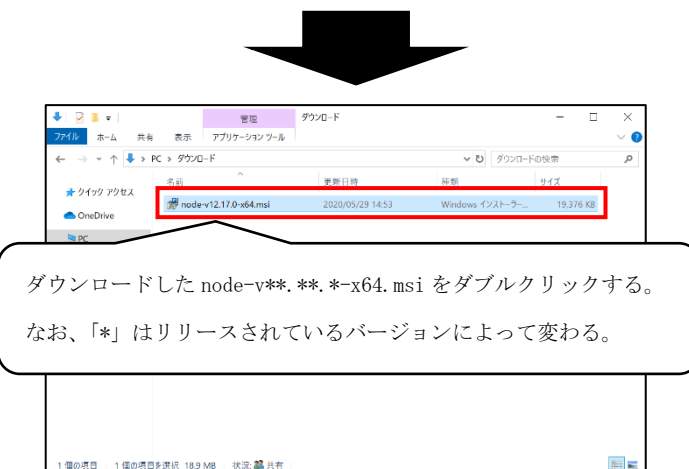 管理 ダウンロード
ファイル ホーム 共有 表示 アプリケーション ツール
PC ダウンロード ダウンロードの検索
名前 更新日時 種類 サイズ
クイック アクセス
node-v12.17.0-x64.msi 2020/05/29 14:53 Windows インストーラー... 19,376 KB
OneDrive
PC
ダウンロードした node-v**.**.*-x64.msi をダブルクリックする。
なお、「*」はリリースされているバージョンによって変わる。
1 個の項目 1 個の項目を選択 18.9 MB 状況: 共有